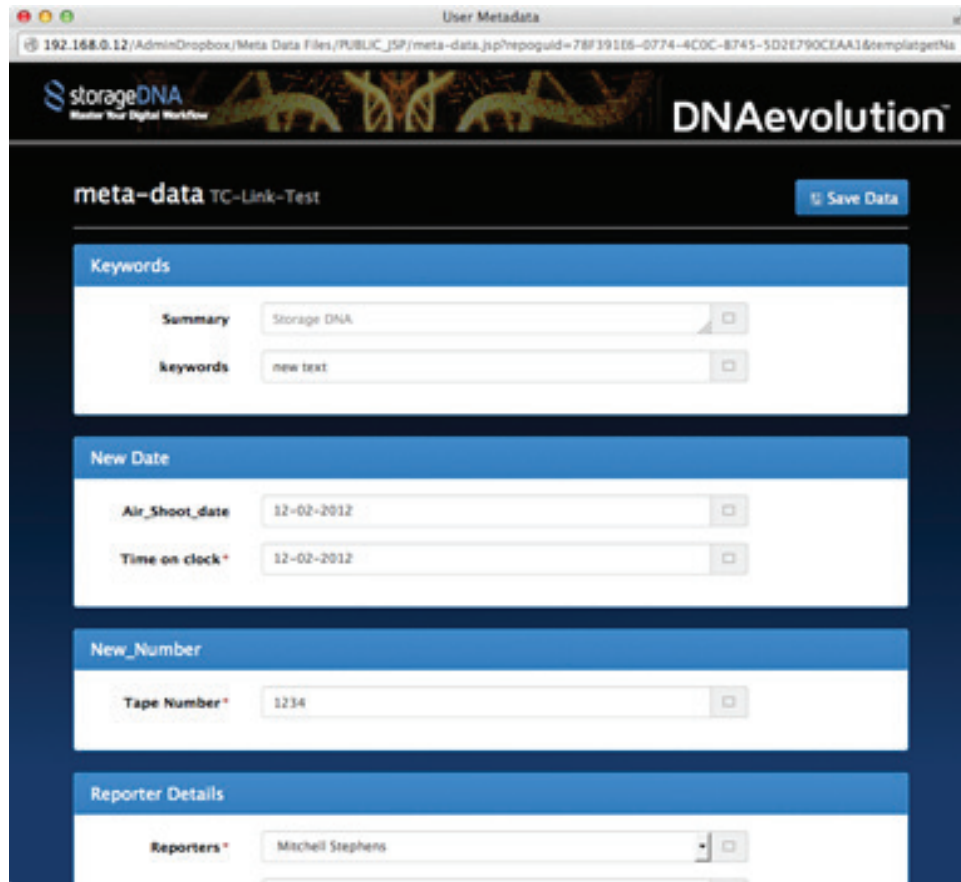 User Metadata
192.168.0.12/AdminDropbox/Meta Data Files/PUBLIC_JSP/meta-data.jsp?repoguid=78F391E6-0774-4C0C-8745-5D2E790CEAA1&templatgetNa
storageDNA
Master Your Digital Workflow
DNAevolution™
meta-data TC-Link-Test
Save Data
Keywords
Summary Storage DNA
keywords new text
New Date
Air_Shoot_date 12-02-2012
Time on clock* 12-02-2012
New_Number
Tape Number* 1234
Reporter Details
Reporters* Mitchell Stephens